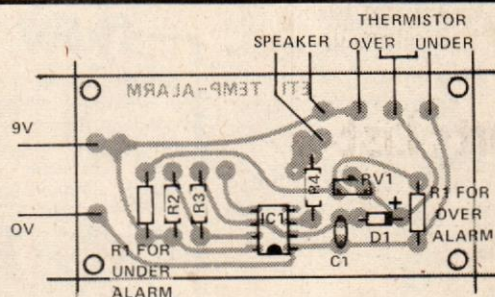 THERMISTOR
SPEAKER OVER UNDER
ETI TEMP-ALARM
9V
R4
RV1
R2
R3
IC1
+
R1 FOR
OVER
ALARM
0V
D1
C1
R1 FOR
UNDER
ALARM